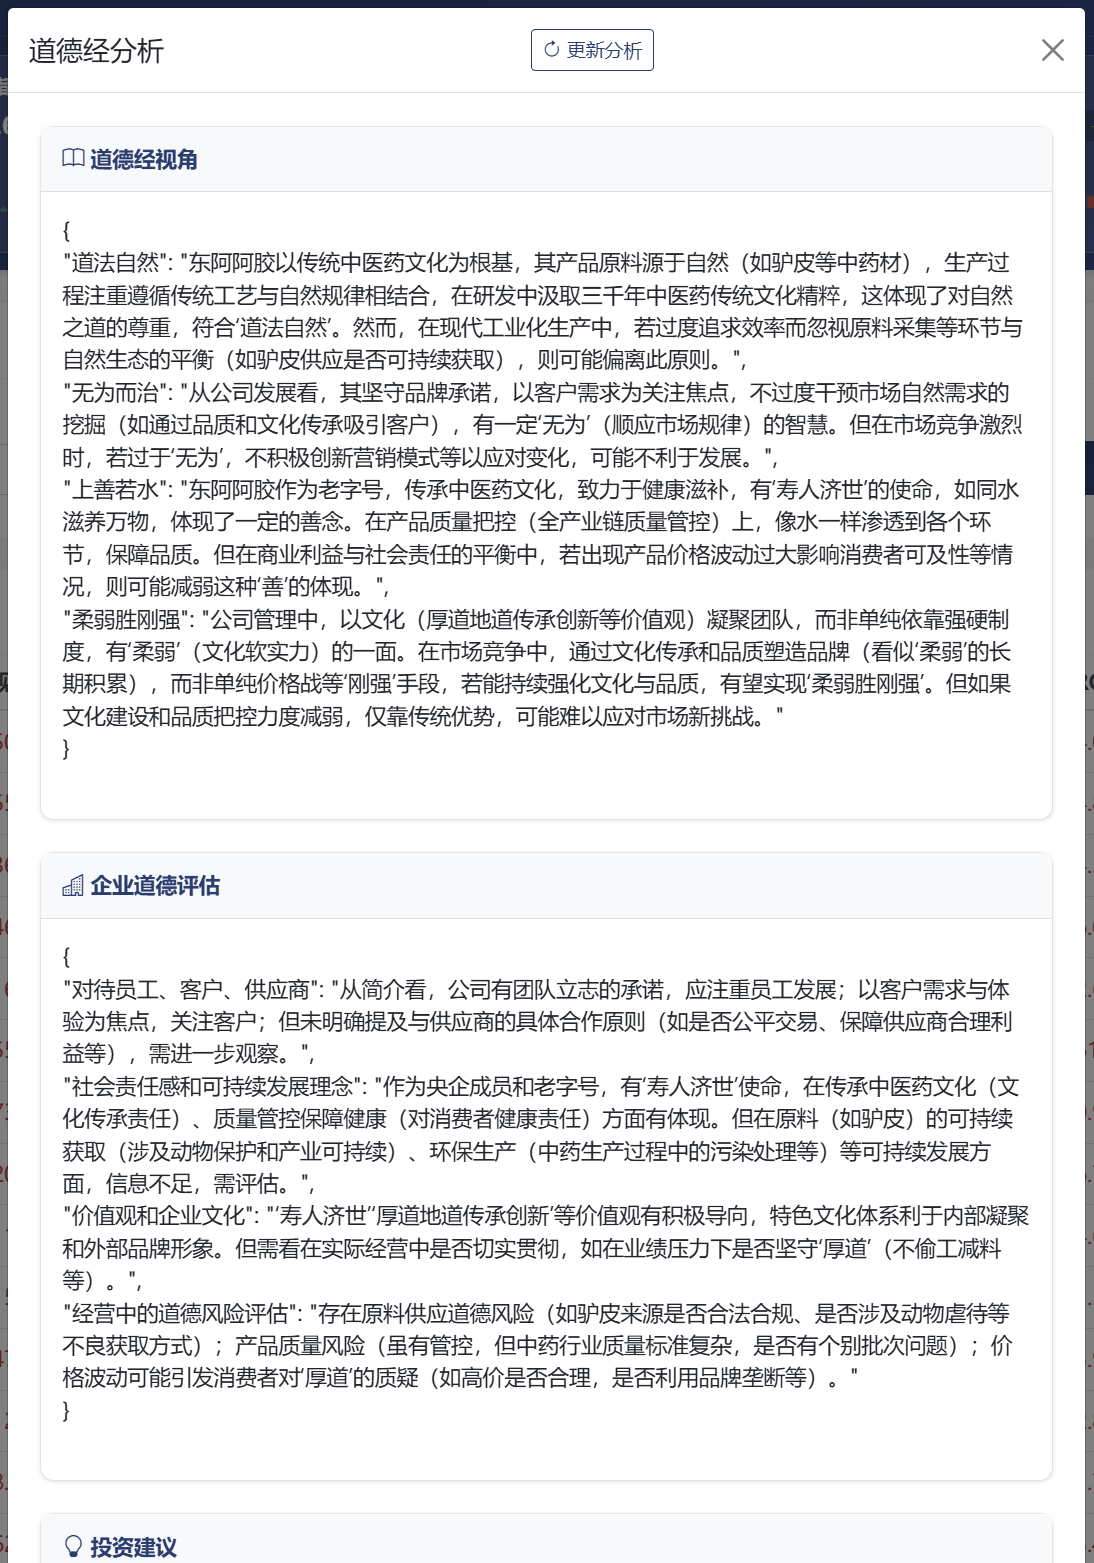 道德经分析
更新分析
道德经视角
{
"道法自然": "东阿阿胶以传统中医药文化为根基，其产品原料源于自然（如驴皮等中药材），生产过
程注重遵循传统工艺与自然规律相结合，在研发中汲取三千年中医药传统文化精粹，这体现了对自然
之道的尊重，符合‘道法自然’。然而，在现代工业化生产中，若过度追求效率而忽视原料采集等环节与
自然生态的平衡（如驴皮供应是否可持续获取），则可能偏离此原则。",
"无为而治": "从公司发展看，其坚守品牌承诺，以客户需求为关注焦点，不过度干预市场自然需求的
挖掘（如通过品质和文化传承吸引客户），有一定‘无为’（顺应市场规律）的智慧。但在市场竞争激烈
时，若过于‘无为’，不积极创新营销模式等以应对变化，可能不利于发展。",
"上善若水": "东阿阿胶作为老字号，传承中医药文化，致力于健康滋补，有‘寿人济世’的使命，如同水
滋养万物，体现了一定的善念。在产品质量把控（全产业链质量管控）上，像水一样渗透到各个环
节，保障品质。但在商业利益与社会责任的平衡中，若出现产品价格波动过大影响消费者可及性等情
况，则可能减弱这种‘善’的体现。",
"柔弱胜刚强": "公司管理中，以文化（厚道地道传承创新等价值观）凝聚团队，而非单纯依靠强硬制
度，有‘柔弱’（文化软实力）的一面。在市场竞争中，通过文化传承和品质塑造品牌（看似‘柔弱’的长
期积累），而非单纯价格战等‘刚强’手段，若能持续强化文化与品质，有望实现‘柔弱胜刚强’。但如果
文化建设和品质把控力度减弱，仅靠传统优势，可能难以应对市场新挑战。"
}
企业道德评估
{
"对待员工、客户、供应商": "从简介看，公司有团队立志的承诺，应注重员工发展；以客户需求与体
验为焦点，关注客户；但未明确提及与供应商的具体合作原则（如是否公平交易、保障供应商合理利
益等），需进一步观察。",
"社会责任感和可持续发展理念": "作为央企成员和老字号，有‘寿人济世’使命，在传承中医药文化（文
化传承责任）、质量管控保障健康（对消费者健康责任）方面有体现。但在原料（如驴皮）的可持续
获取（涉及动物保护和产业可持续）、环保生产（中药生产过程中的污染处理等）等可持续发展方
面，信息不足，需评估。",
"价值观和企业文化": "‘寿人济世’‘厚道地道传承创新’等价值观有积极导向，特色文化体系利于内部凝聚
和外部品牌形象。但需看在实际经营中是否切实贯彻，如在业绩压力下是否坚守‘厚道’（不偷工减料
等）。",
"经营中的道德风险评估": "存在原料供应道德风险（如驴皮来源是否合法合规、是否涉及动物虐待等
不良获取方式）；产品质量风险（虽有管控，但中药行业质量标准复杂，是否有个别批次问题）；价
格波动可能引发消费者对‘厚道’的质疑（如高价是否合理，是否利用品牌垄断等）。"
}
投资建议